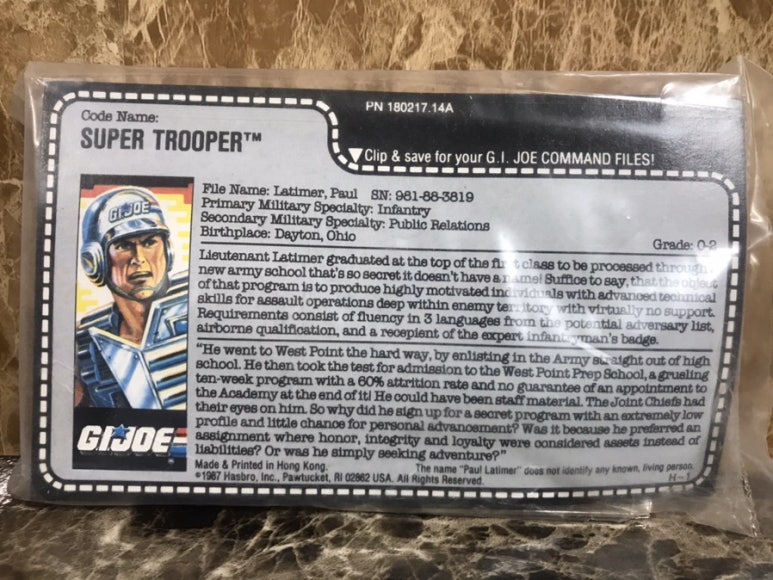 Code Name:
SUPER TROOPER™
PN 180217.14A
▼Clip & save for your G.I. JOE COMMAND FILES!
GI JOE
File Name: Latimer, Paul SN: 961-68-3819
Primary Military Specialty: Infantry
Secondary Military Specialty: Public Relations
Birthplace: Dayton, Ohio
Grade: O-2
Lieutenant Latimer graduated at the top of the first class to be processed through
new army school that's so secret it doesn't have a name! Suffice to say, that the object
of that program is to produce highly motivated individuals with advanced technical
skills for assault operations deep within enemy territory with virtually no support.
Requirements consist of fluency in 3 languages from the potential adversary list,
airborne qualification, and a recepient of the expert infantryman's badge.
"He went to West Point the hard way, by enlisting in the Army straight out of high
school. He then took the test for admission to the West Point Prep School, a grueling
ten-week program with a 60% attrition rate and no guarantee of an appointment to
the Academy at the end of it! He could have been staff material. The Joint Chiefs had
their eyes on him. So why did he sign up for a secret program with an extremely low
profile and little chance for personal advancement? Was it because he preferred an
assignment where honor, integrity and loyalty were considered assets instead of
liabilities? Or was he simply seeking adventure?"
GI JOE
Made & Printed in Hong Kong. The name "Paul Latimer" does not identify any known, living person.
©1987 Hasbro, Inc., Pawtucket, RI 02862 USA. All Rights Reserved. H-1